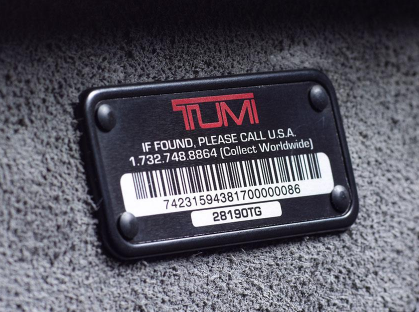 TUMI
IF FOUND, PLEASE CALL U.S.A.
1.732.748.8864 (Collect Worldwide)
74231594381700000086
28190TG